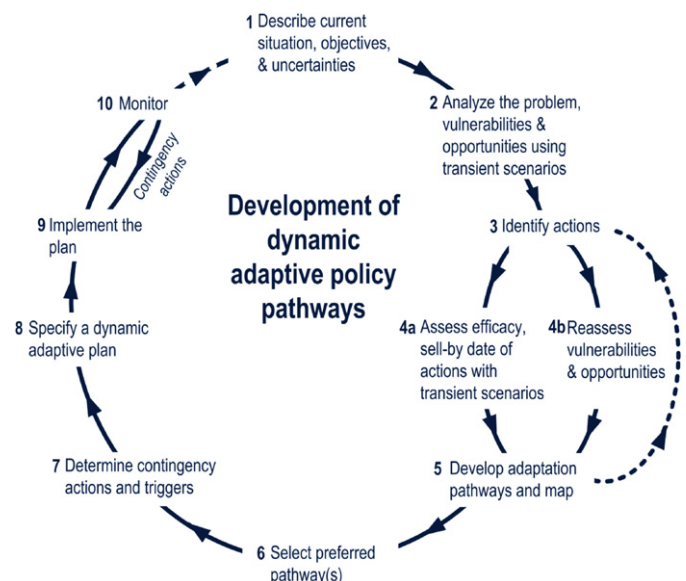 1 Describe current
situation, objectives,
& uncertainties
2 Analyze the problem,
vulnerabilities &
opportunities using
transient scenarios
3 Identify actions
4a Assess efficacy,
sell-by date of
actions with
transient scenarios
4b Reassess
vulnerabilities
& opportunities
5 Develop adaptation
pathways and map
6 Select preferred
pathway(s)
7 Determine contingency
actions and triggers
8 Specify a dynamic
adaptive plan
9 Implement the
plan
10 Monitor
Contingency
actions
Development of
dynamic
adaptive policy
pathways